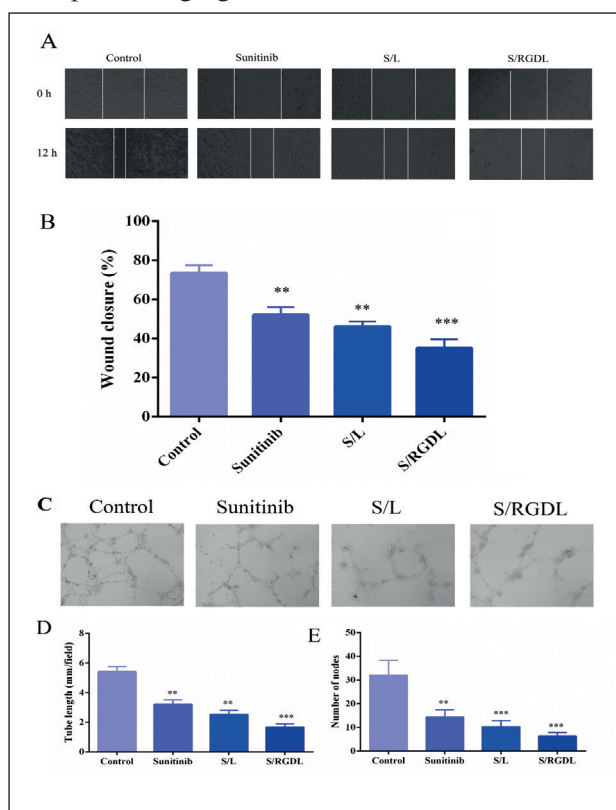 A
Control Sunitinib S/L S/RGDL
0 h
12 h
B
Wound closure (%)
100
80
60
40
20
0
** ** ***
Control Sunitinib S/L S/RGDL
C Control Sunitinib S/L S/RGDL
D
Tube length (mm/field)
8
6
4
2
0
** ** ***
Control Sunitinib S/L S/RGDL
E
Number of nodes
50
40
30
20
10
0
** *** ***
Control Sunitinib S/L S/RGDL